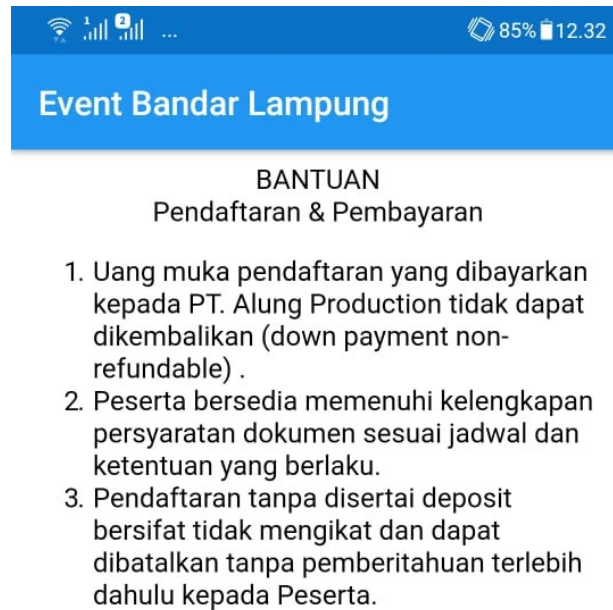 1 2 ... 85% 12.32
Event Bandar Lampung
BANTUAN
Pendaftaran & Pembayaran
1. Uang muka pendaftaran yang dibayarkan
kepada PT. Alung Production tidak dapat
dikembalikan (down payment non-
refundable) .
2. Peserta bersedia memenuhi kelengkapan
persyaratan dokumen sesuai jadwal dan
ketentuan yang berlaku.
3. Pendaftaran tanpa disertai deposit
bersifat tidak mengikat dan dapat
dibatalkan tanpa pemberitahuan terlebih
dahulu kepada Peserta.